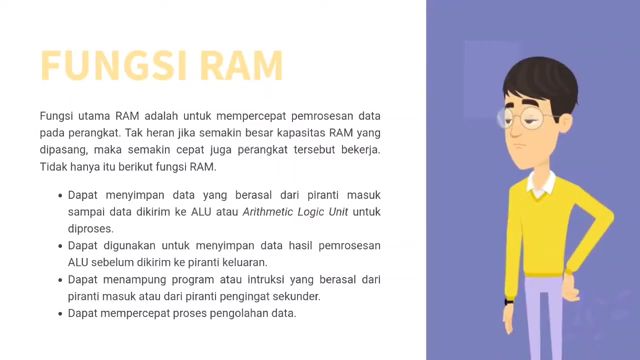 FUNGSI RAM
Fungsi utama RAM adalah untuk mempercepat pemrosesan data
pada perangkat. Tak heran jika semakin besar kapasitas RAM yang
dipasang, maka semakin cepat juga perangkat tersebut bekerja.
Tidak hanya itu berikut fungsi RAM.
• Dapat menyimpan data yang berasal dari piranti masuk
sampai data dikirim ke ALU atau Arithmetic Logic Unit untuk
diproses.
• Dapat digunakan untuk menyimpan data hasil pemrosesan
ALU sebelum dikirim ke piranti keluaran.
• Dapat menampung program atau intruksi yang berasal dari
piranti masuk atau dari piranti pengingat sekunder.
• Dapat mempercepat proses pengolahan data.